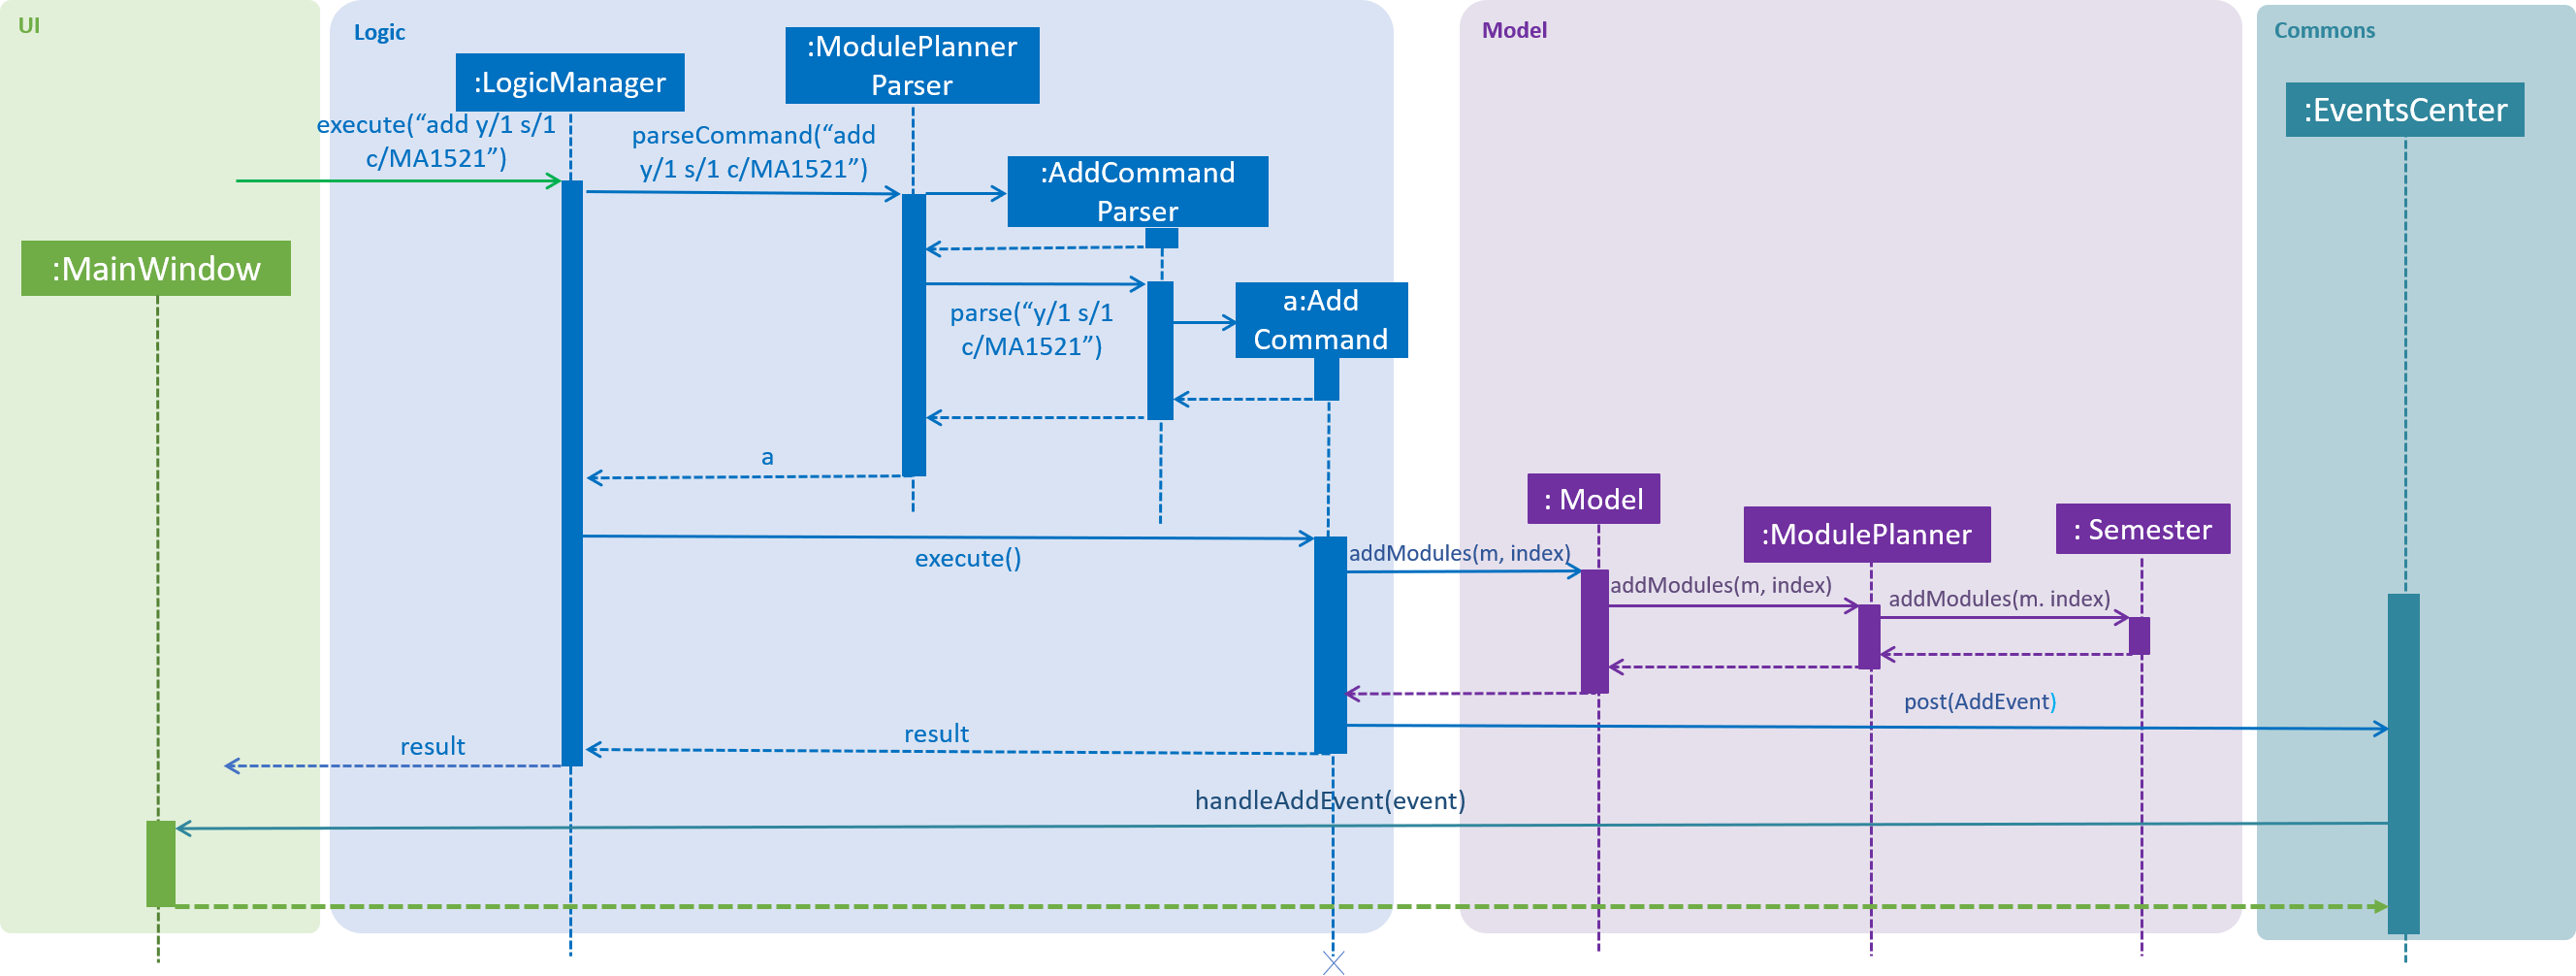 UI
Logic
Model
Commons
:ModulePlanner
Parser
:LogicManager
:EventsCenter
execute(“add y/1 s/1
c/MA1521”)
parseCommand(“add
y/1 s/1 c/MA1521”)
:AddCommand
Parser
:MainWindow
parse(“y/1 s/1
c/MA1521”)
a:Add
Command
a
: Model
:ModulePlanner
: Semester
execute()
addModules(m, index)
addModules(m, index)
addModules(m. index)
post(AddEvent)
result
result
handleAddEvent(event)